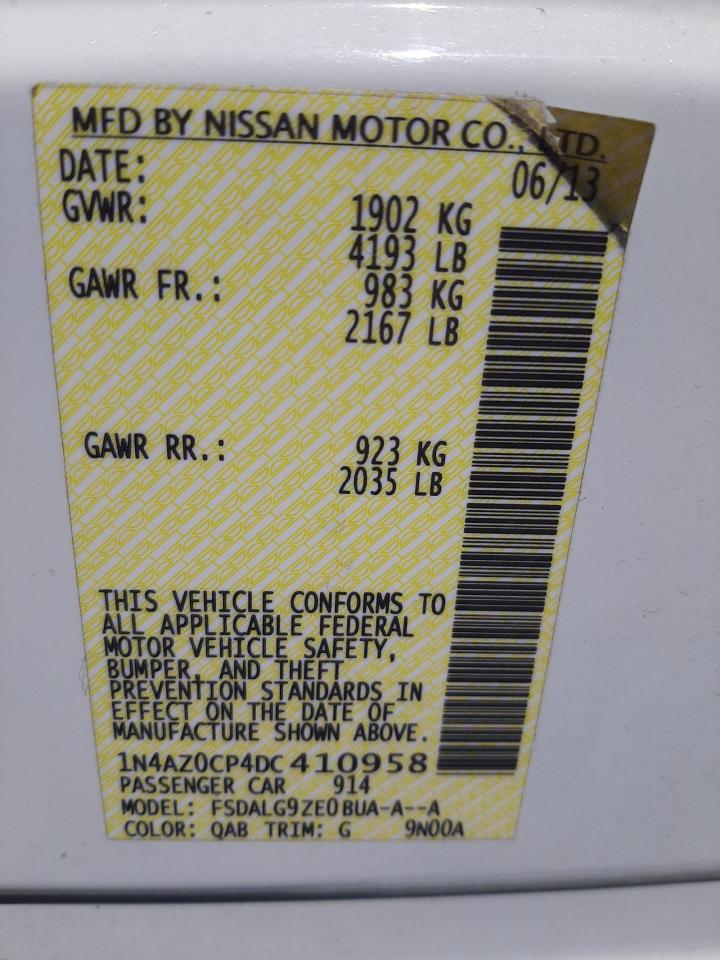 MFD BY NISSAN MOTOR CO., LTD.
DATE: 06/13
GVWR: 1902 KG
4193 LB
GAWR FR.: 983 KG
2167 LB
GAWR RR.: 923 KG
2035 LB
THIS VEHICLE CONFORMS TO
ALL APPLICABLE FEDERAL
MOTOR VEHICLE SAFETY,
BUMPER, AND THEFT
PREVENTION STANDARDS IN
EFFECT ON THE DATE OF
MANUFACTURE SHOWN ABOVE.
1N4AZ0CP4DC410958
PASSENGER CAR 914
MODEL: FSDALG9ZE0BUA-A--A
COLOR: QAB TRIM: G 9N00A